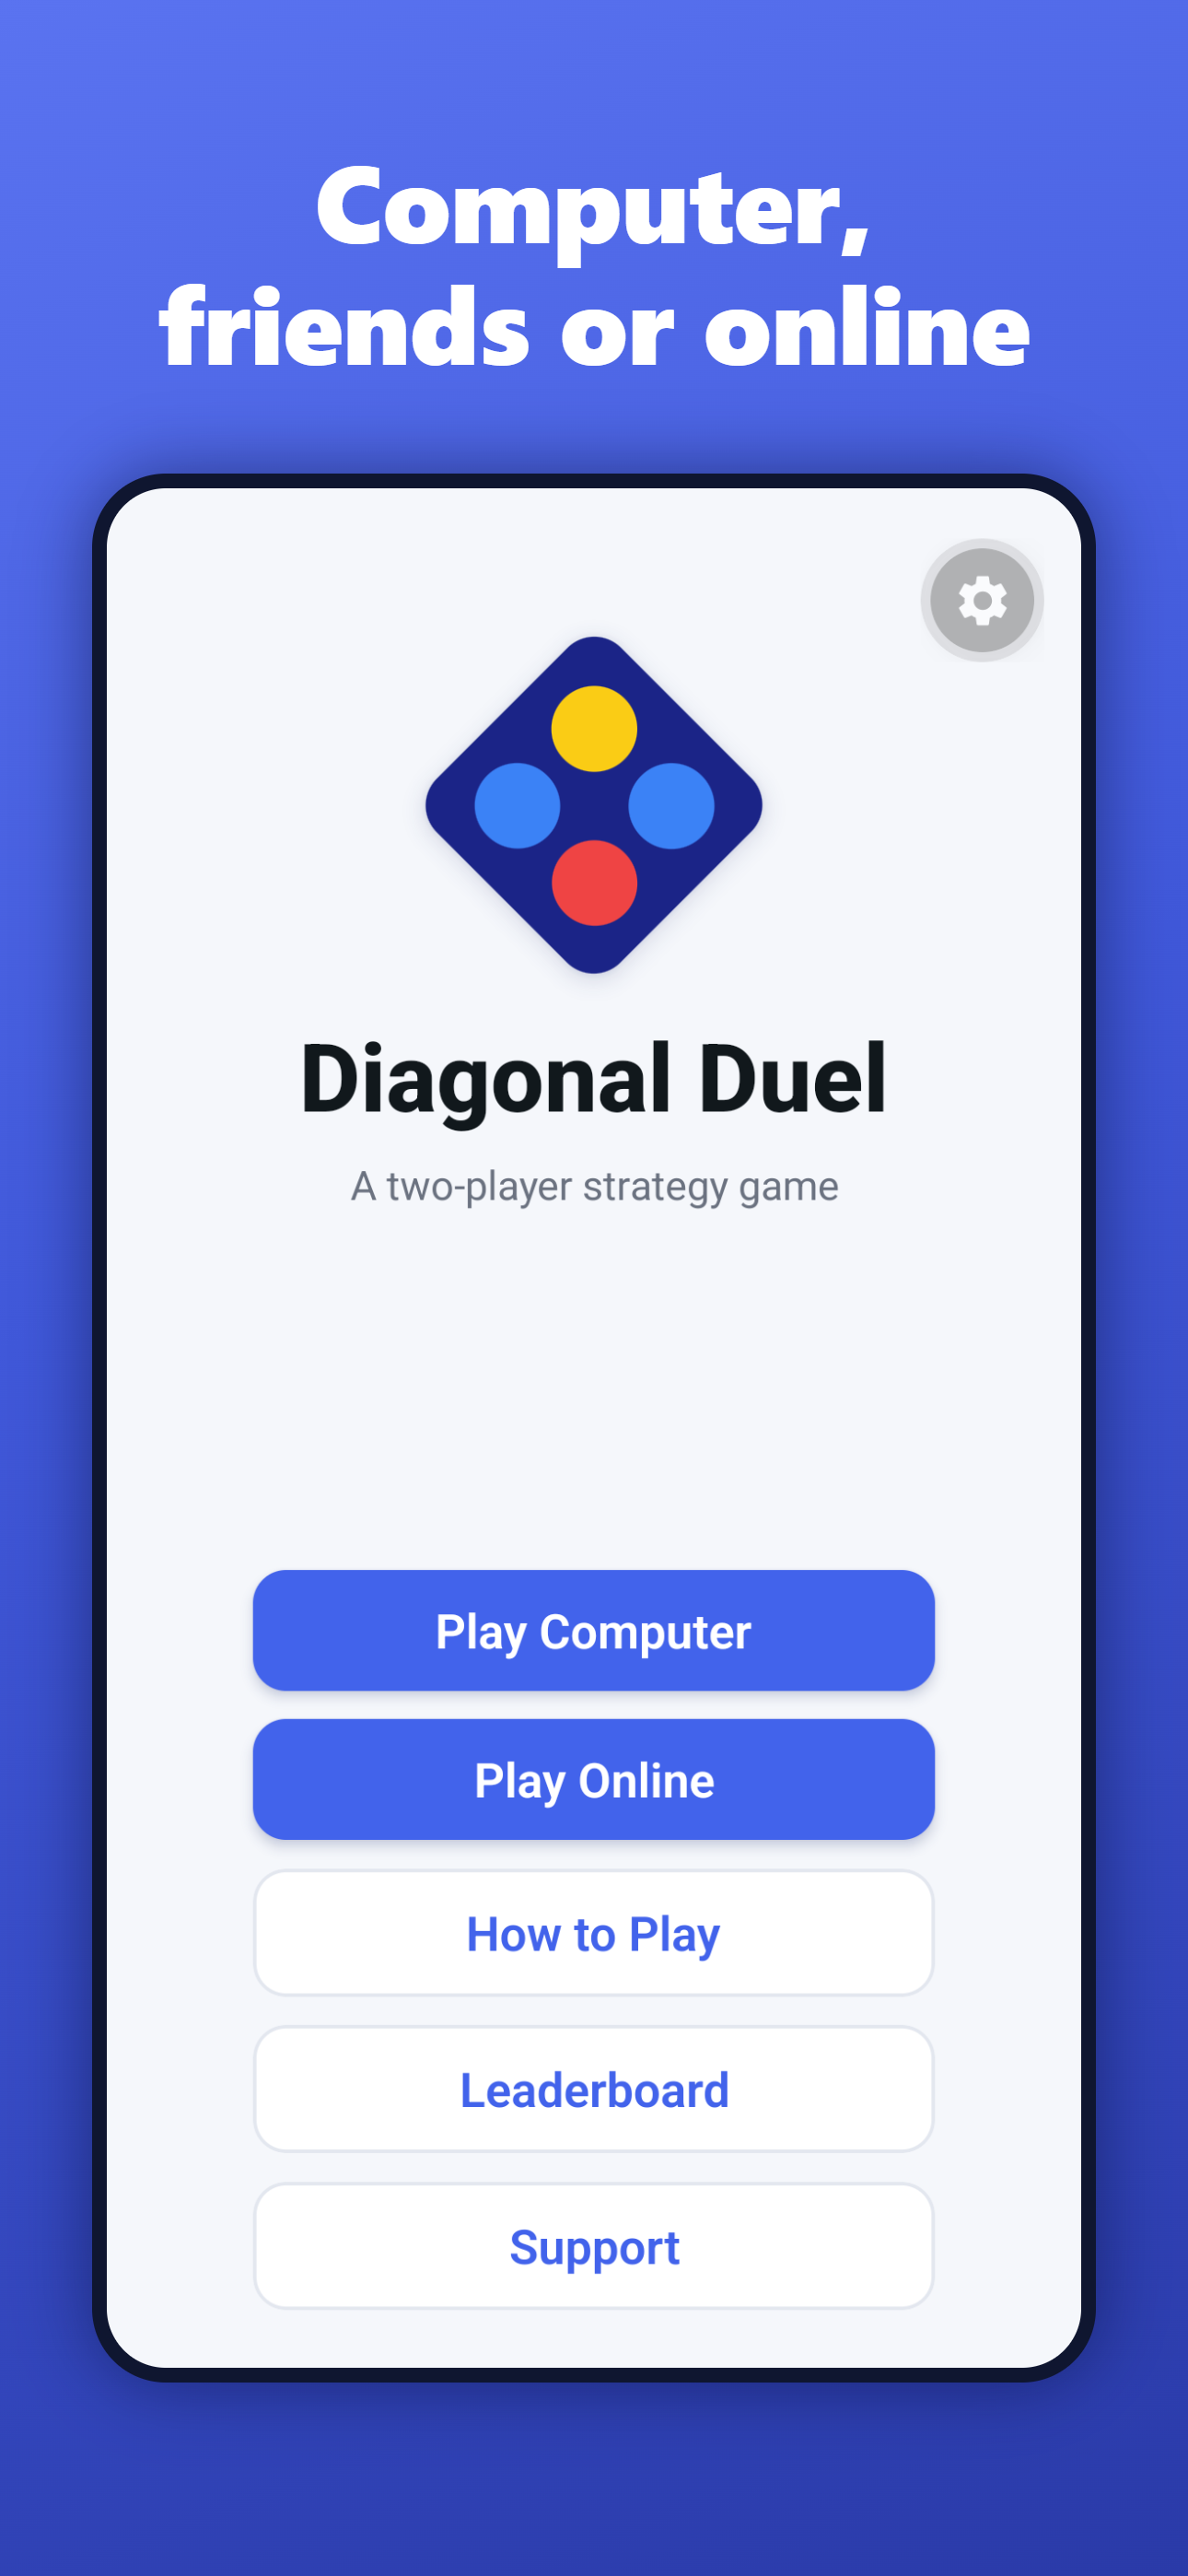 Computer,
friends or online
Diagonal Duel
A two-player strategy game
Play Computer
Play Online
How to Play
Leaderboard
Support